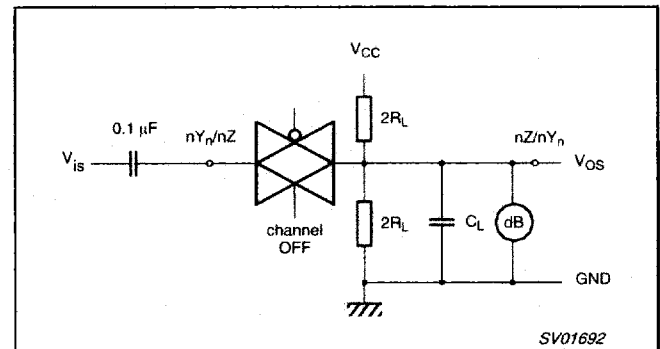 VCC
2RL
0.1 μF
nYn/nZ
nZ/nYn
Vis
VOS
channel
OFF
2RL
CL
dB
GND
SV01692